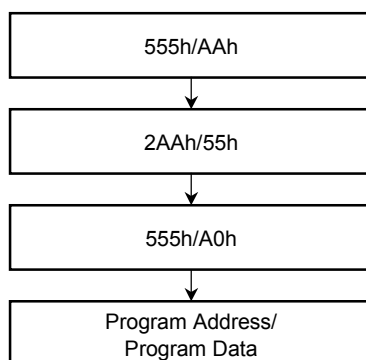 555h/AAh
2AAh/55h
555h/A0h
Program Address/
Program Data